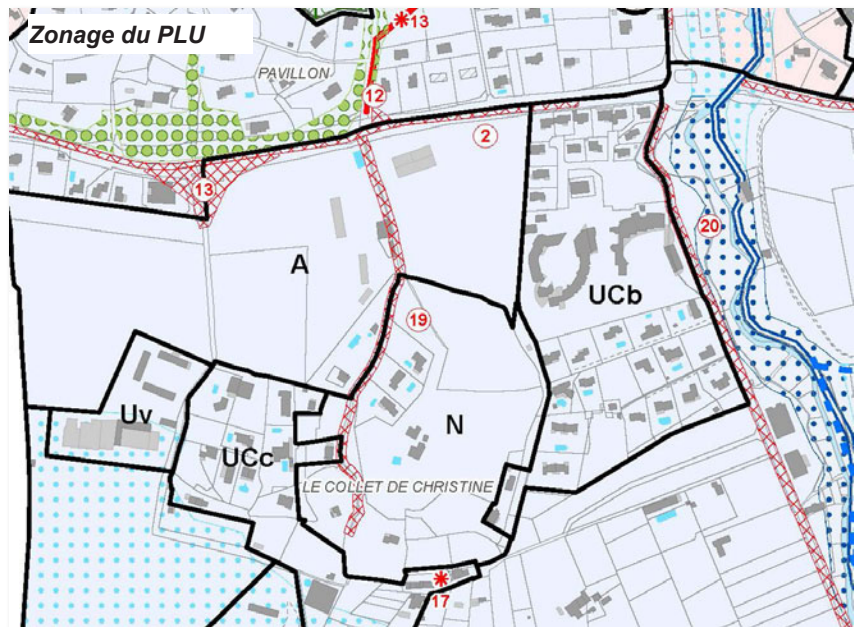 Zonage du PLU
13
PAVILLON
12
2
13
20
A
UCb
19
Uv
N
UCc
LE COLLET DE CHRISTINE
17